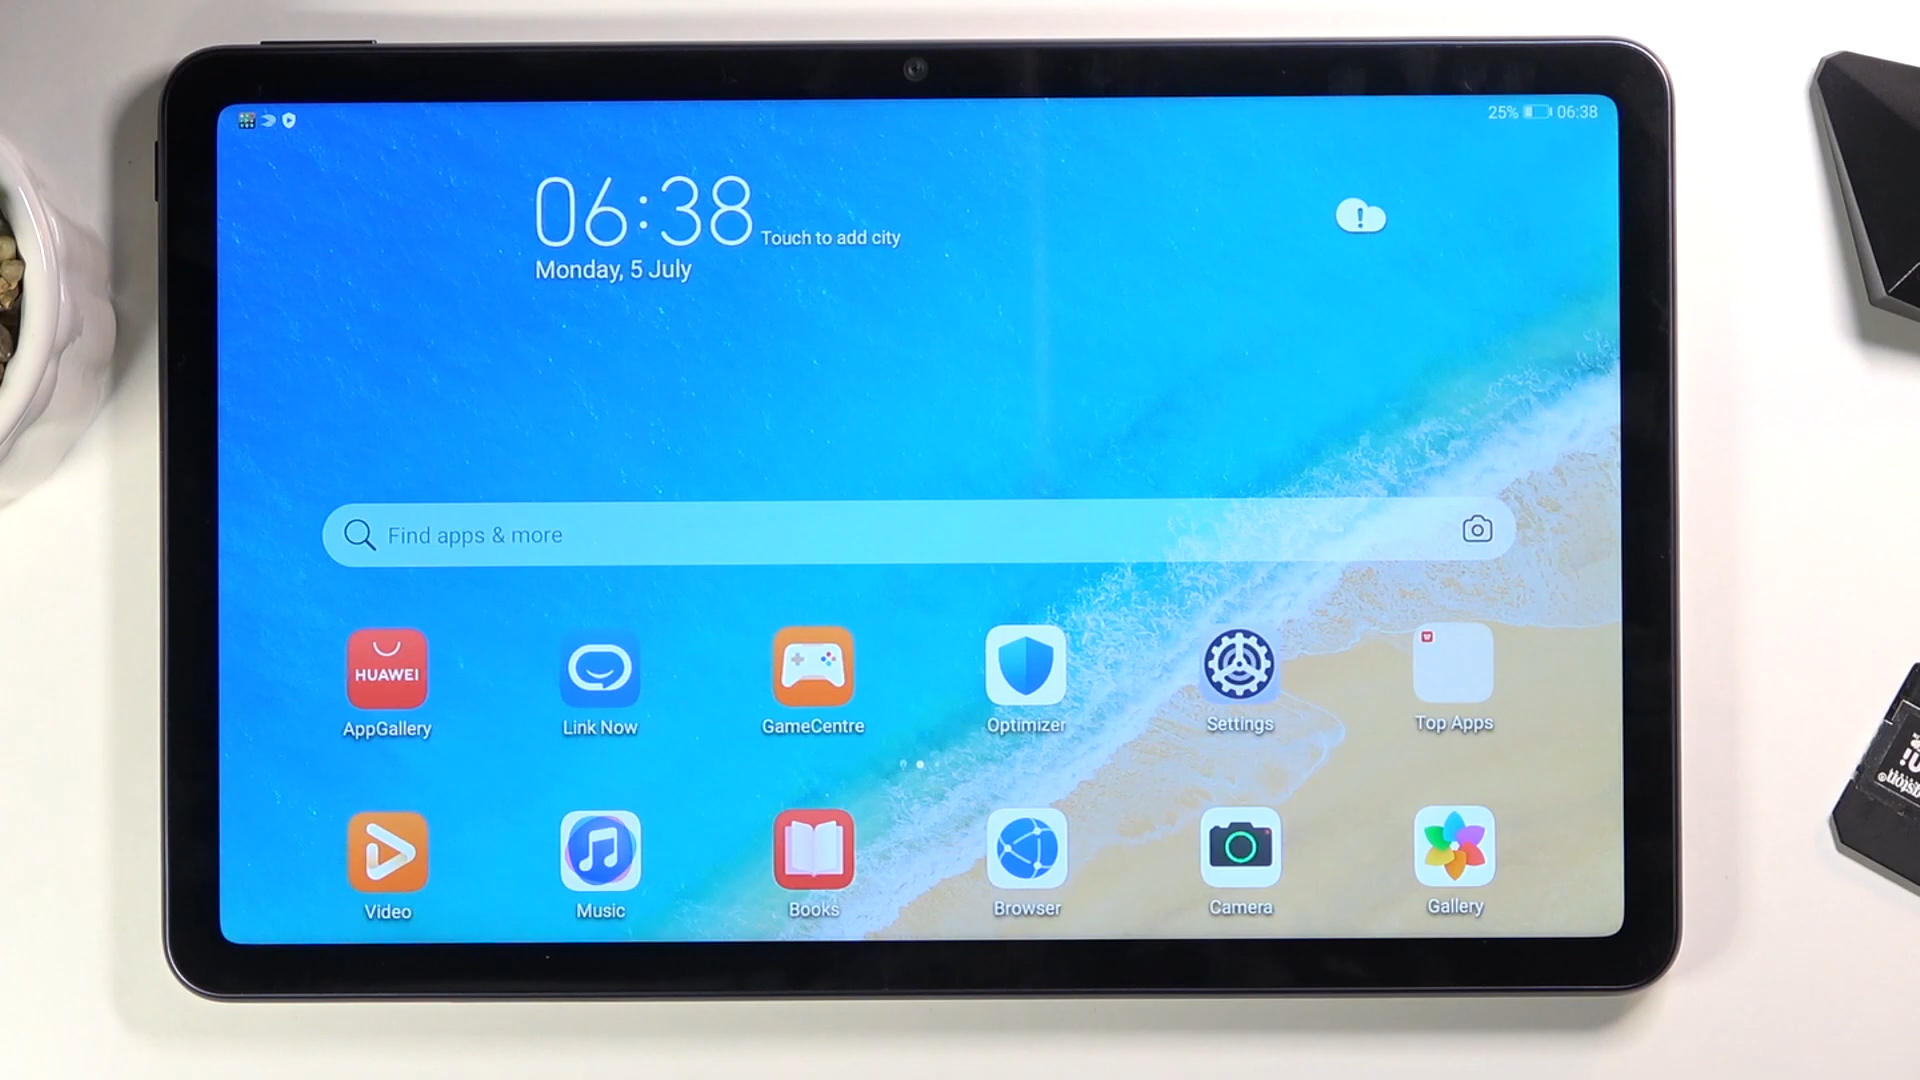 25% 06:38
06:38 Touch to add city
Monday, 5 July
Find apps & more
HUAWEI
AppGallery
Link Now
GameCentre
Optimizer
Settings
Top Apps
Video
Music
Books
Browser
Camera
Gallery